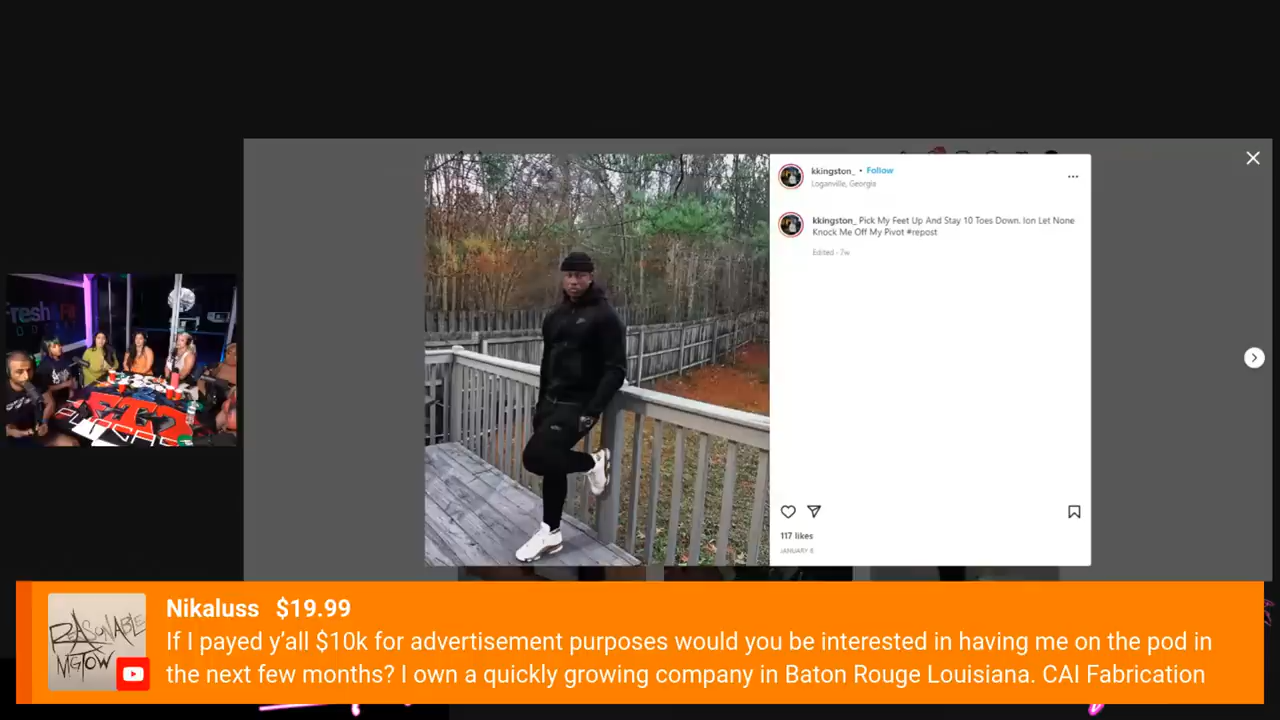 kkingston_ • Follow
Loganville, Georgia
kkingston_ Pick My Feet Up And Stay 10 Toes Down. Ion Let None
Knock Me Off My Pivot #repost
Edited · 7w
117 likes
JANUARY 6
Nikaluss $19.99
If I payed y’all $10k for advertisement purposes would you be interested in having me on the pod in
the next few months? I own a quickly growing company in Baton Rouge Louisiana. CAI Fabrication
REASONABLE
MGTOW